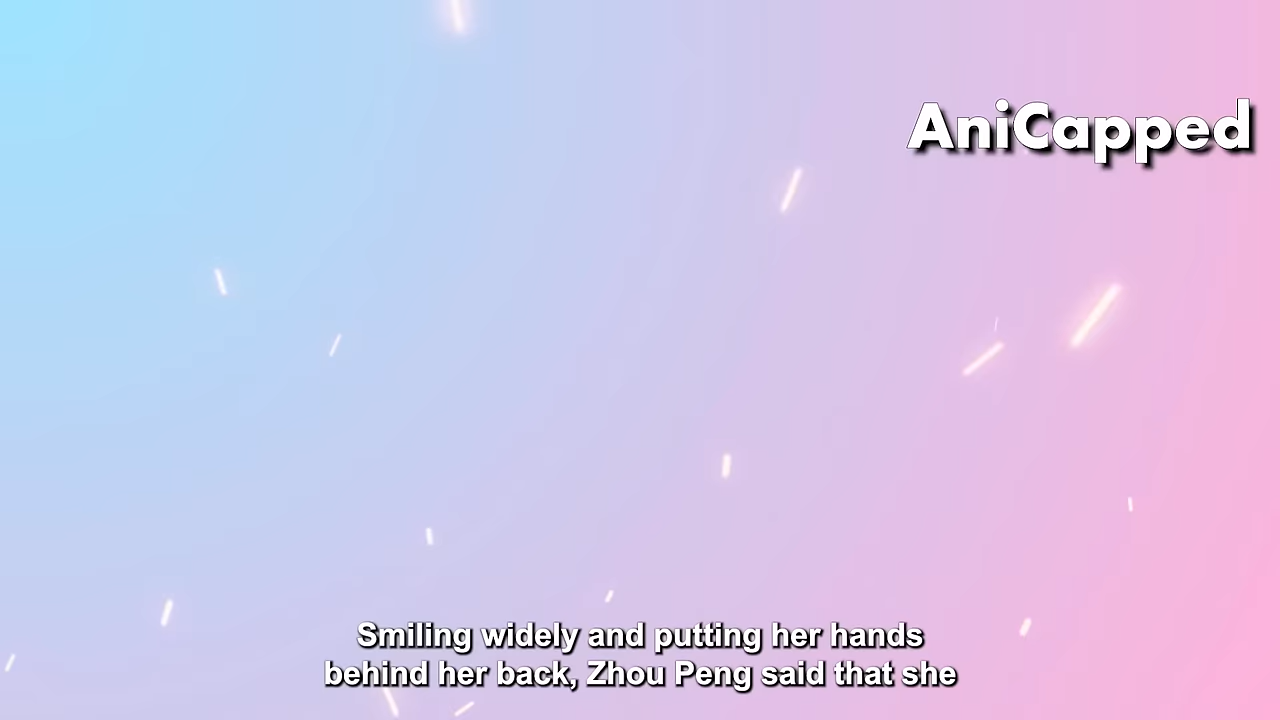 AniCapped
Smiling widely and putting her hands
behind her back, Zhou Peng said that she